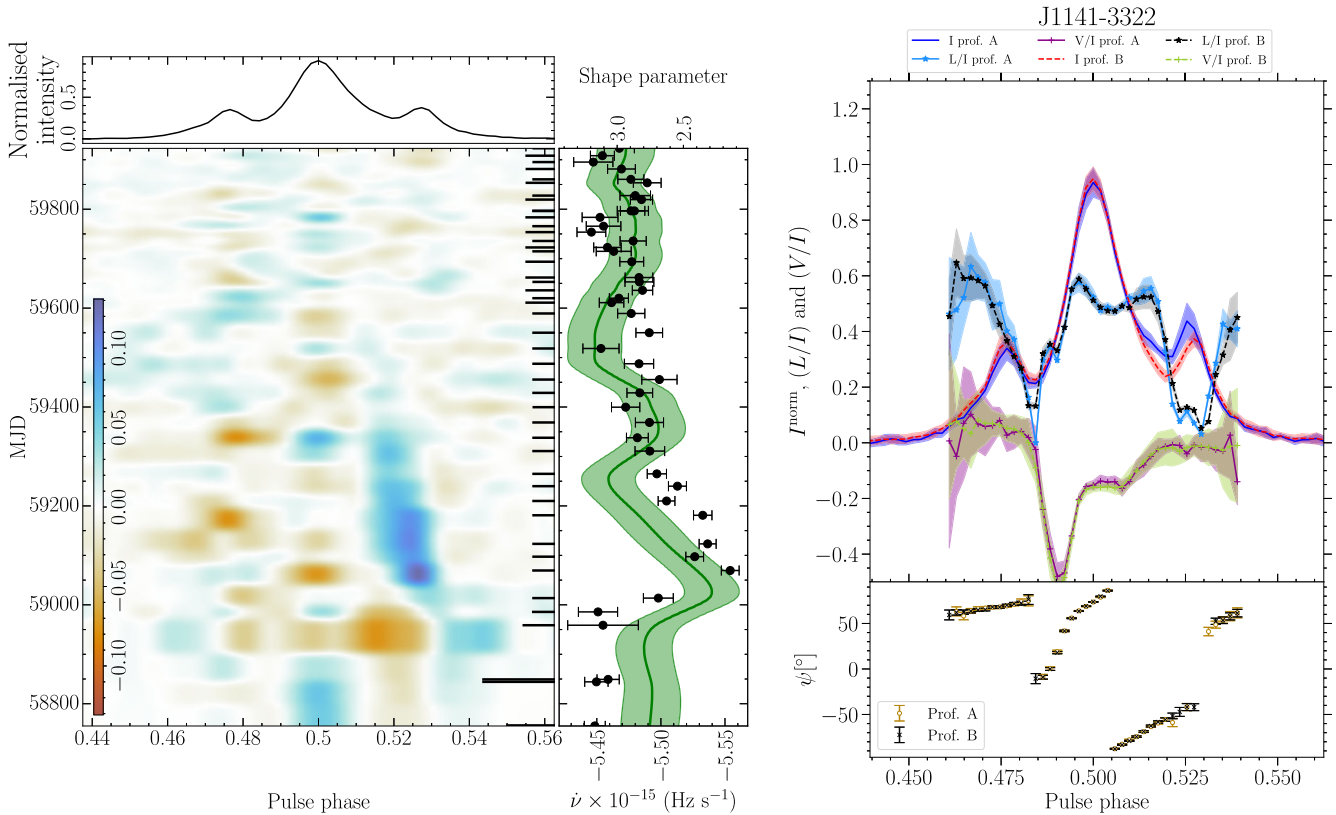 J1141-3322
I prof. A
L/I prof. A
V/I prof. A
I prof. B
L/I prof. B
V/I prof. B
Normalised
intensity
0.0
0.5
Shape parameter
3.0
2.5
MJD
59800
59600
59400
59200
59000
58800
0.10
0.05
0.00
−0.05
−0.10
0.44
0.46
0.48
0.5
0.52
0.54
0.56
Pulse phase
−5.45
−5.50
−5.55
ν̇ × 10⁻¹⁵ (Hz s⁻¹)
Iⁿᵒʳᵐ , (L/I) and (V/I)
1.2
1.0
0.8
0.6
0.4
0.2
0.0
−0.2
−0.4
ψ[°]
50
0
−50
Prof. A
Prof. B
0.450
0.475
0.500
0.525
0.550
Pulse phase